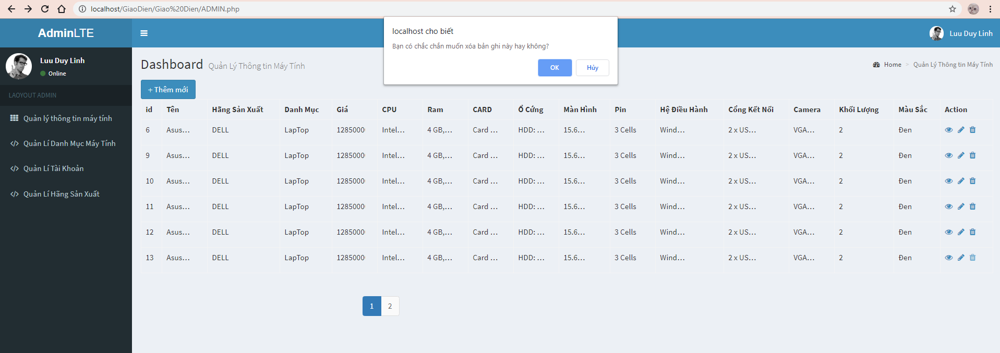 localhost/GiaoDien/Giao%20Dien/ADMIN.php
AdminLTE
Luu Duy Linh
localhost cho biết
Bạn có chắc chắn muốn xóa bản ghi này hay không?
OK
Hủy
Luu Duy Linh
Online
Dashboard Quản Lý Thông tin Máy Tính
Home > Quản Lý Thông tin Máy Tính
LAOYOUT ADMIN
Quản lý thông tin máy tính
Quản Lí Danh Mục Máy Tính
Quản Lí Tài Khoản
Quản Lí Hãng Sản Xuất
+ Thêm mới
id Tên Hãng Sản Xuất Danh Mục Giá CPU Ram CARD Ổ Cứng Màn Hình Pin Hệ Điều Hành Cổng Kết Nối Camera Khối Lượng Màu Sắc Action
6 Asus... DELL LapTop 1285000 Intel... 4 GB,... Card ... HDD: ... 15.6... 3 Cells Wind... 2 x US... VGA... 2 Đen
9 Asus... DELL LapTop 1285000 Intel... 4 GB,... Card ... HDD: ... 15.6... 3 Cells Wind... 2 x US... VGA... 2 Đen
10 Asus... DELL LapTop 1285000 Intel... 4 GB,... Card ... HDD: ... 15.6... 3 Cells Wind... 2 x US... VGA... 2 Đen
11 Asus... DELL LapTop 1285000 Intel... 4 GB,... Card ... HDD: ... 15.6... 3 Cells Wind... 2 x US... VGA... 2 Đen
12 Asus... DELL LapTop 1285000 Intel... 4 GB,... Card ... HDD: ... 15.6... 3 Cells Wind... 2 x US... VGA... 2 Đen
13 Asus... DELL LapTop 1285000 Intel... 4 GB,... Card ... HDD: ... 15.6... 3 Cells Wind... 2 x US... VGA... 2 Đen
1 2